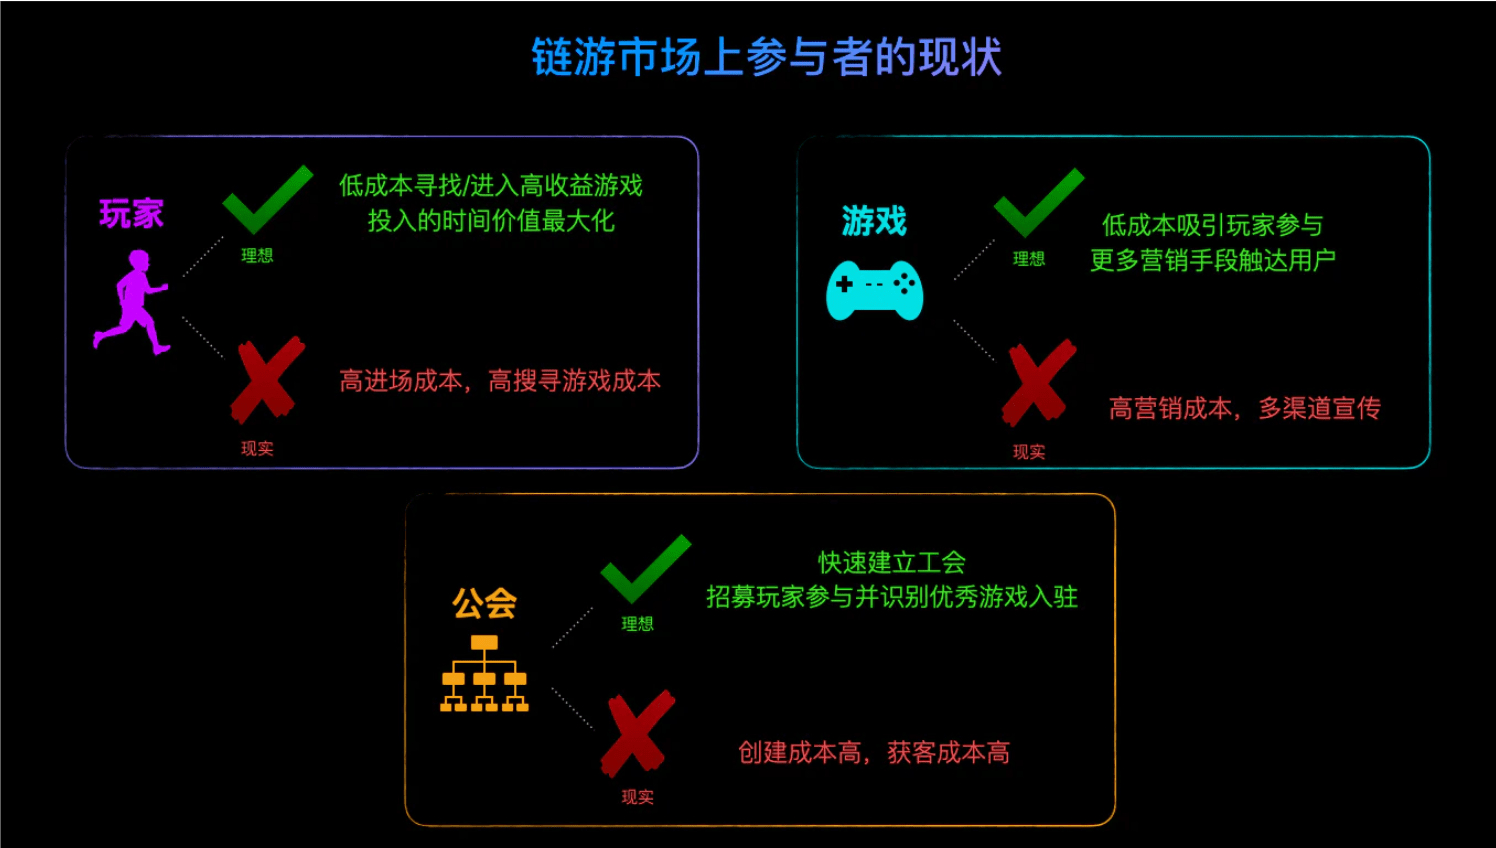 链游市场上参与者的现状
玩家
理想
低成本寻找/进入高收益游戏
投入的时间价值最大化
现实
高进场成本，高搜寻游戏成本
游戏
理想
低成本吸引玩家参与
更多营销手段触达用户
现实
高营销成本，多渠道宣传
公会
理想
快速建立工会
招募玩家参与并识别优秀游戏入驻
现实
创建成本高，获客成本高